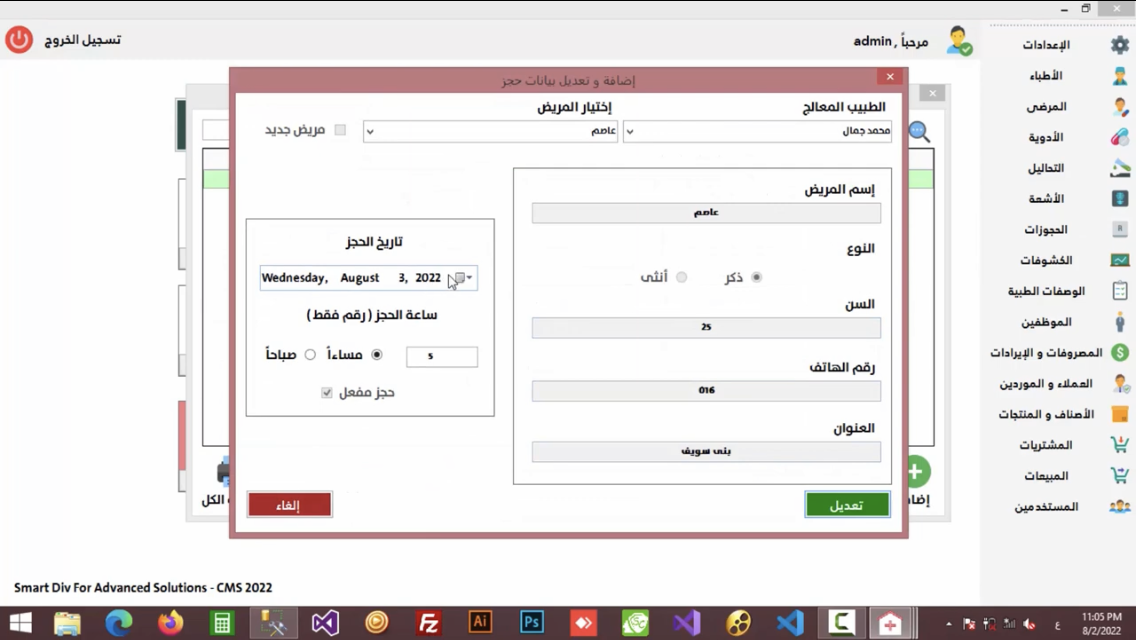 تسجيل الخروج
مرحباً , admin
الإعدادات
الأطباء
المرضى
الأدوية
التحاليل
الأشعة
الحجوزات
الكشوفات
الوصفات الطبية
الموظفين
المصروفات و الإيرادات
العملاء و الموردين
الأصناف و المنتجات
المشتريات
المبيعات
المستخدمين
إضافة و تعديل بيانات حجز
الطبيب المعالج
إختيار المريض
محمد جمال
عاصم
مريض جديد
إسم المريض
عاصم
النوع
ذكر
أنثى
السن
25
رقم الهاتف
016
العنوان
بنى سويف
تاريخ الحجز
Wednesday, August 3, 2022
ساعة الحجز ( رقم فقط )
5
مساءاً
صباحاً
حجز مفعل
تعديل
إلغاء
الكل
Smart Div For Advanced Solutions - CMS 2022
Fz
Ai
Ps
ع
11:05 PM
8/2/2022